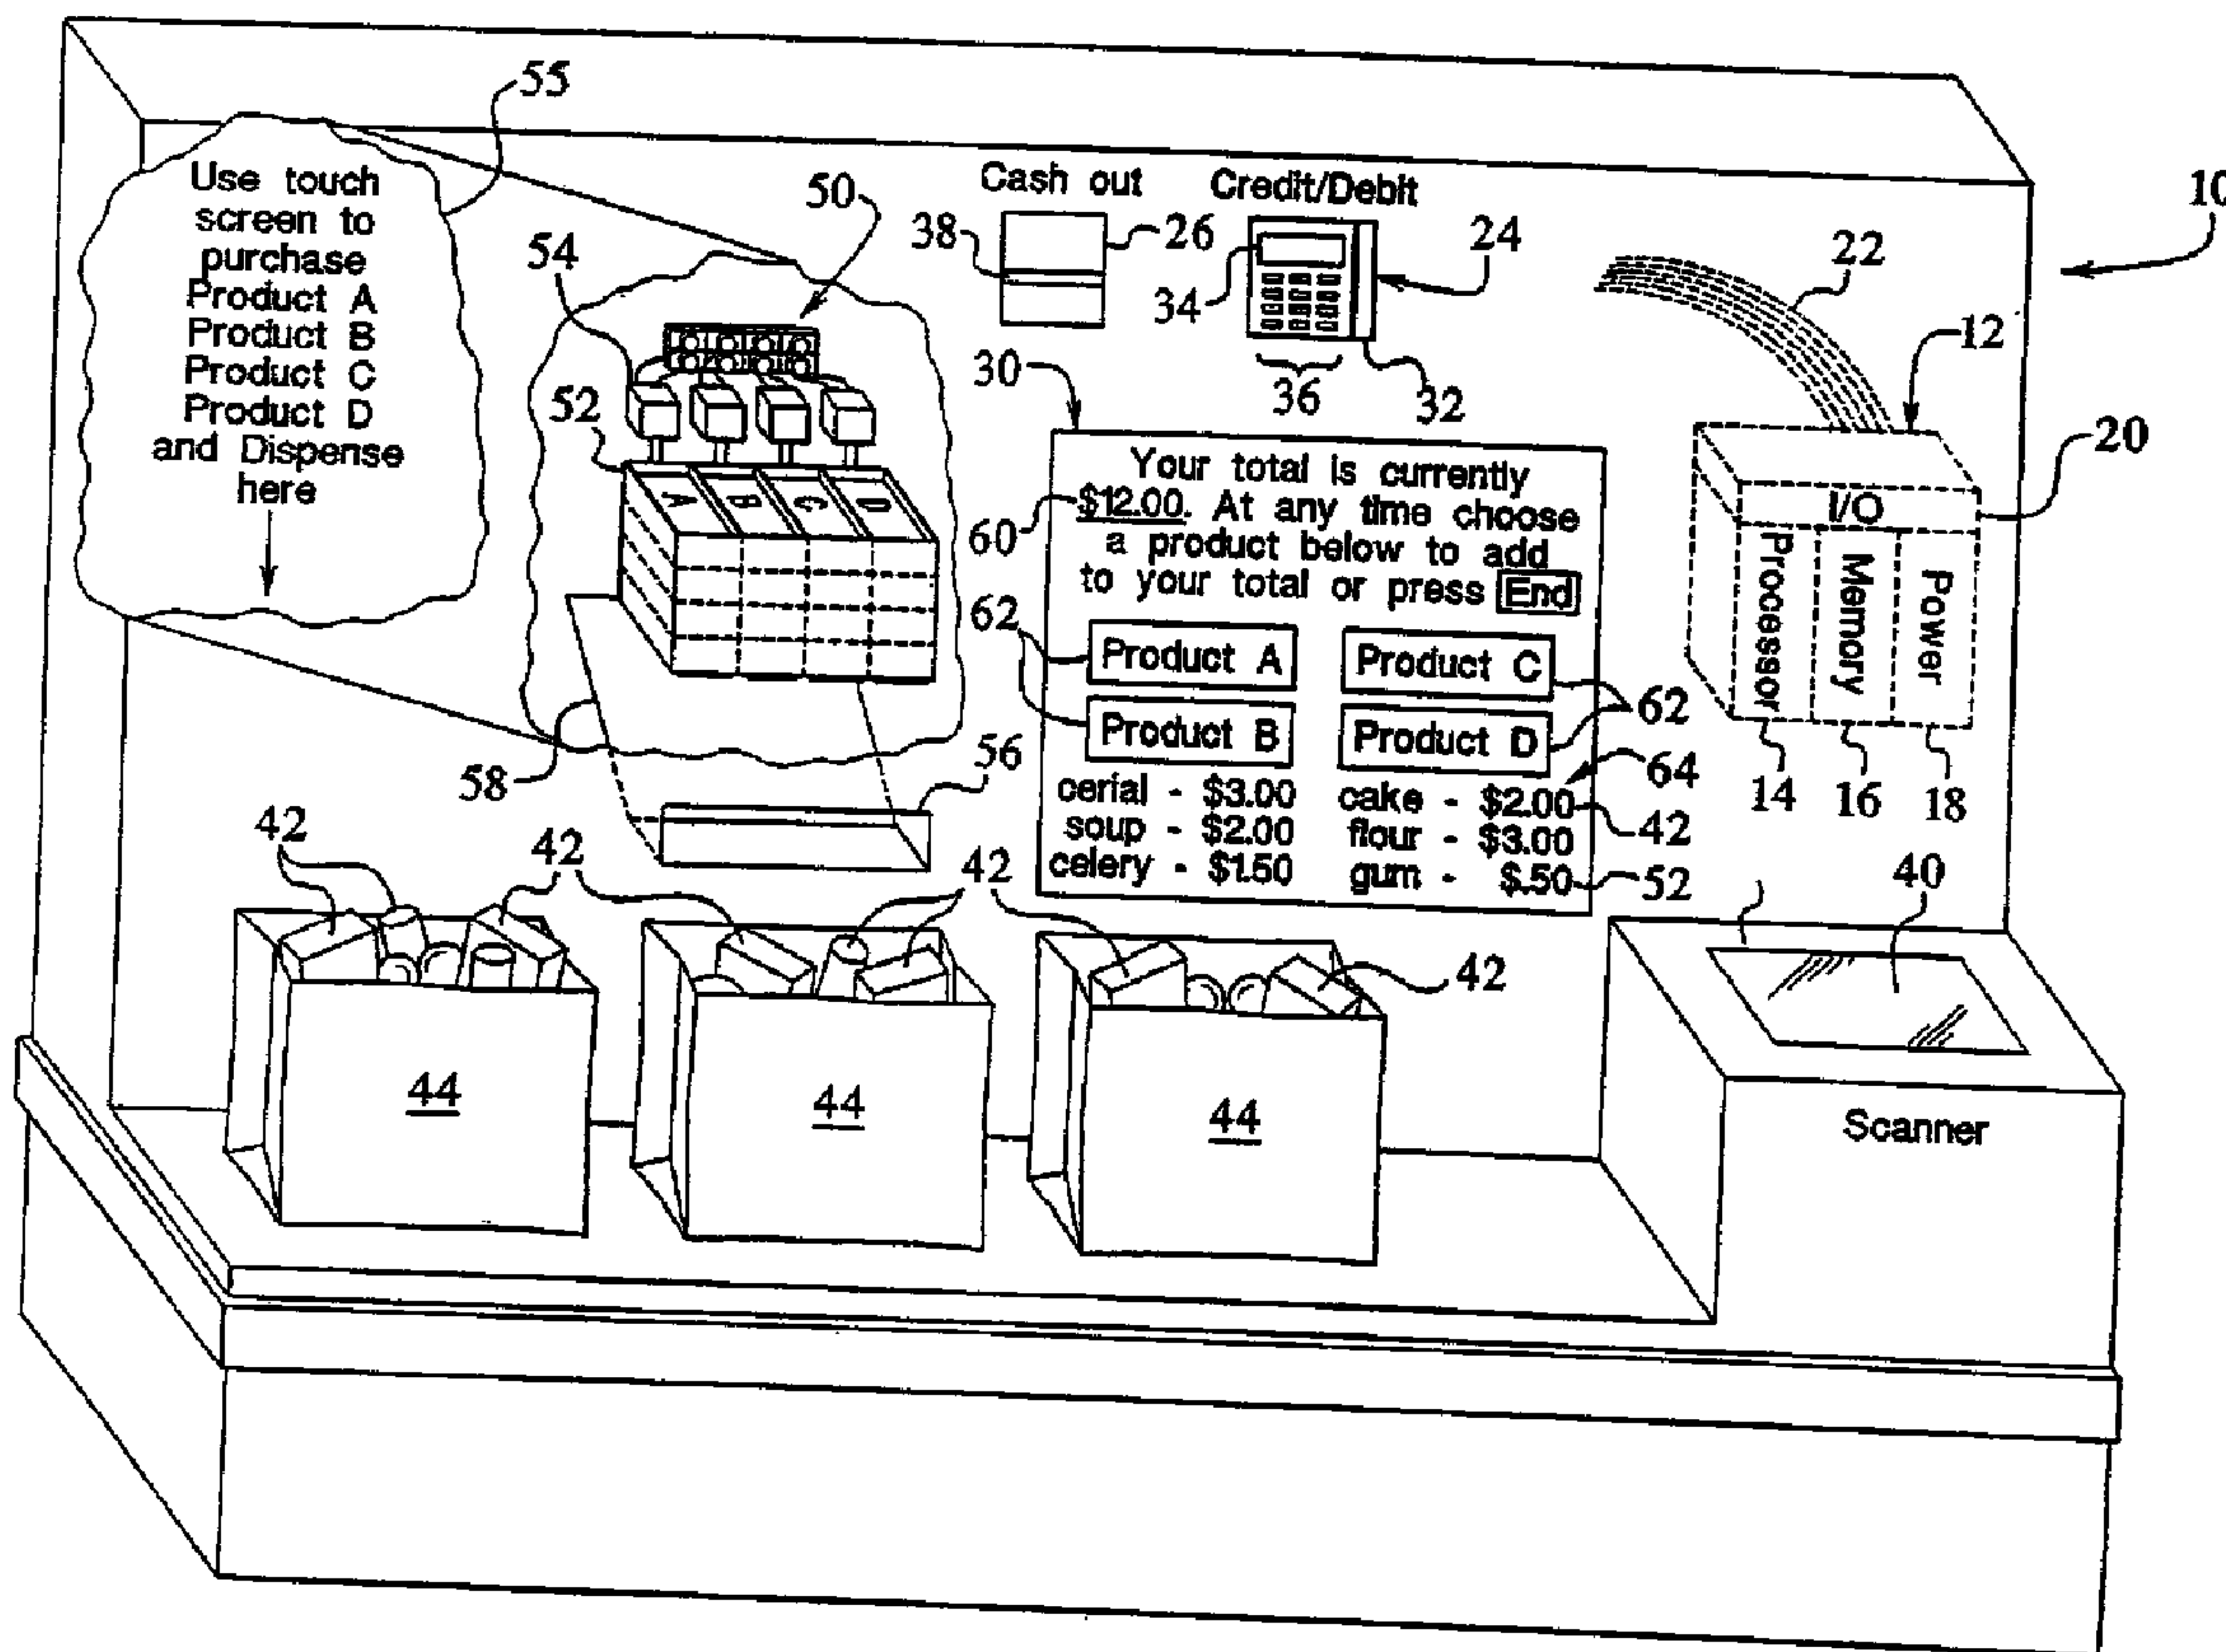 55
Use touch
screen to
purchase
Product A
Product B
Product C
Product D
and Dispense
here
50
54
52
A B C D
58
56
Cash out
38
26
Credit/Debit
34
24
36
32
22
10
12
20
I/O
Processor
Memory
Power
14
16
18
30
Your total is currently
60
$12.00. At any time choose
a product below to add
to your total or press End
62
Product A
Product C
Product B
Product D
62
64
cerial - $3.00
cake - $2.00
42
soup - $2.00
flour - $3.00
celery - $1.50
gum - $.50
52
40
42
42
42
42
44
44
44
Scanner